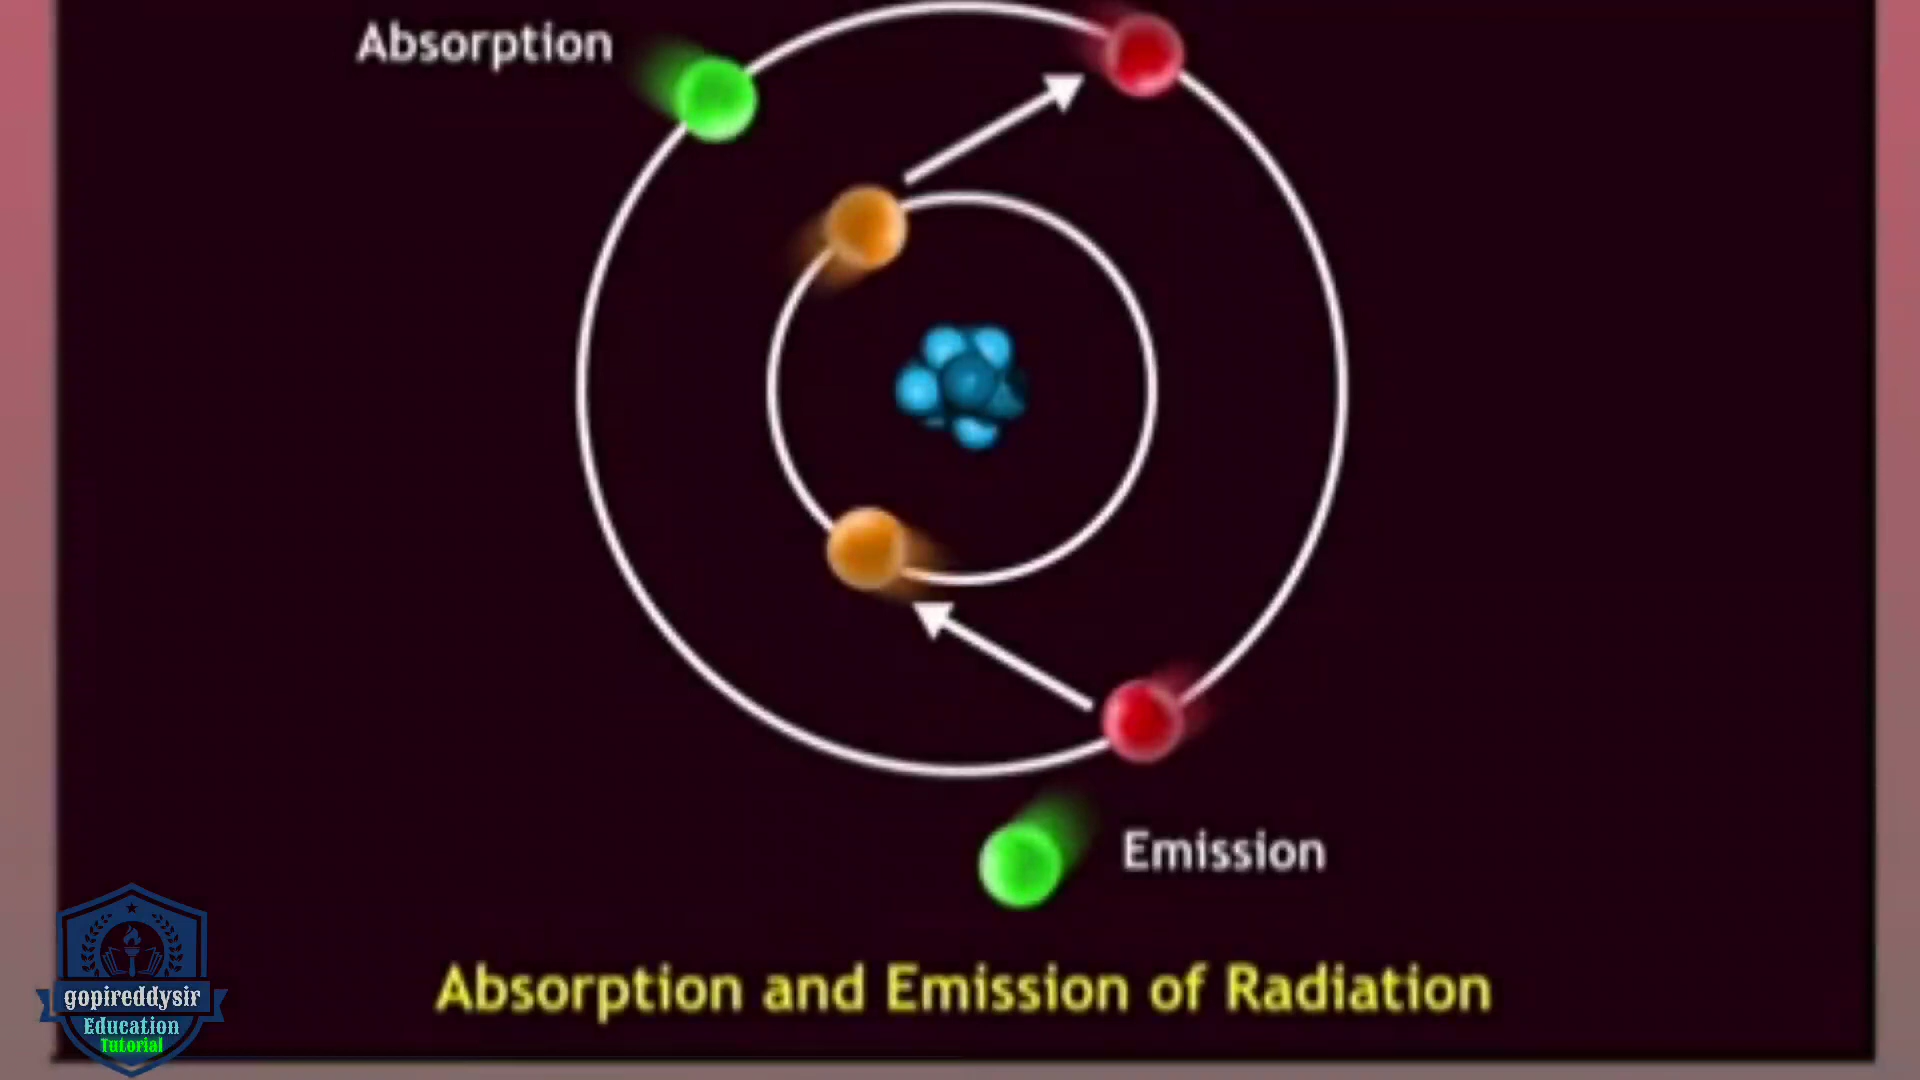 Absorption
Emission
Absorption and Emission of Radiation
gopireddysir
Education
Tutorial